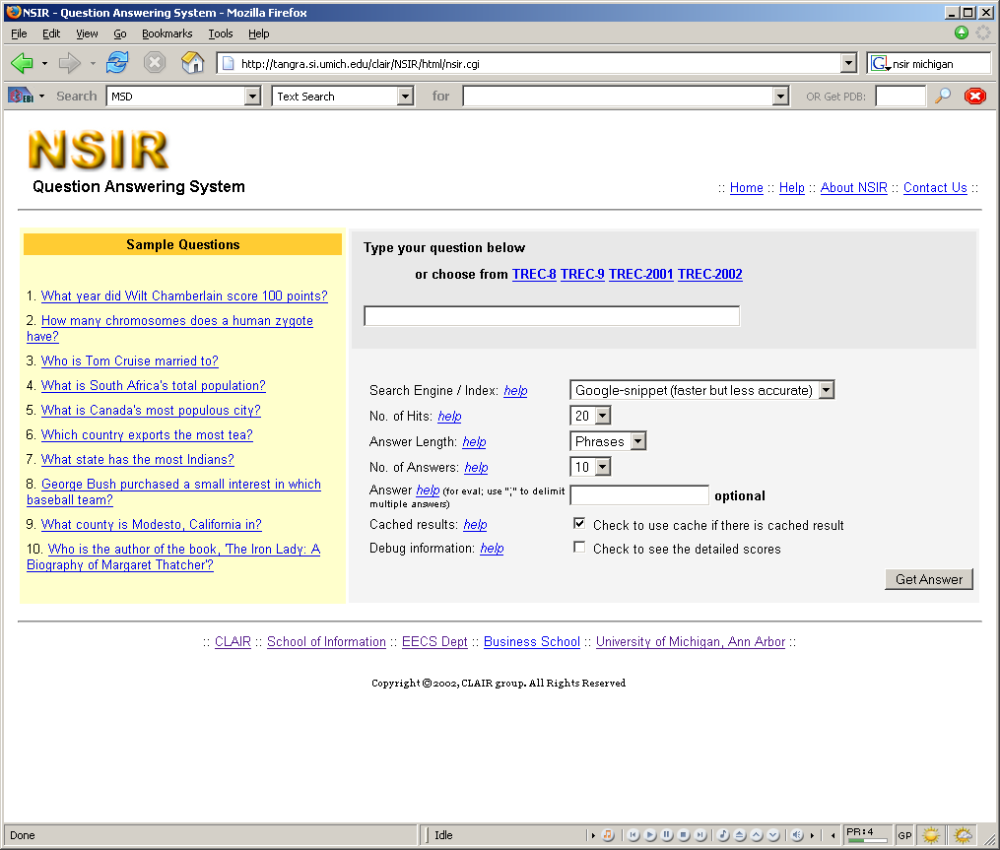 NSIR - Question Answering System - Mozilla Firefox
File Edit View Go Bookmarks Tools Help
http://tangra.si.umich.edu/clair/NSIR/html/nsir.cgi
G nsir michigan
EBI Search MSD Text Search for OR Get PDB:
NSIR
Question Answering System
:: Home :: Help :: About NSIR :: Contact Us ::
Sample Questions
1. What year did Wilt Chamberlain score 100 points?
2. How many chromosomes does a human zygote
have?
3. Who is Tom Cruise married to?
4. What is South Africa's total population?
5. What is Canada's most populous city?
6. Which country exports the most tea?
7. What state has the most Indians?
8. George Bush purchased a small interest in which
baseball team?
9. What county is Modesto, California in?
10. Who is the author of the book, 'The Iron Lady: A
Biography of Margaret Thatcher'?
Type your question below
or choose from TREC-8 TREC-9 TREC-2001 TREC-2002
Search Engine / Index: help Google-snippet (faster but less accurate)
No. of Hits: help 20
Answer Length: help Phrases
No. of Answers: help 10
Answer help (for eval; use ";" to delimit
multiple answers) optional
Cached results: help Check to use cache if there is cached result
Debug information: help Check to see the detailed scores
Get Answer
:: CLAIR :: School of Information :: EECS Dept :: Business School :: University of Michigan, Ann Arbor ::
Copyright ©2002, CLAIR group. All Rights Reserved
Done Idle PR: 4 GP